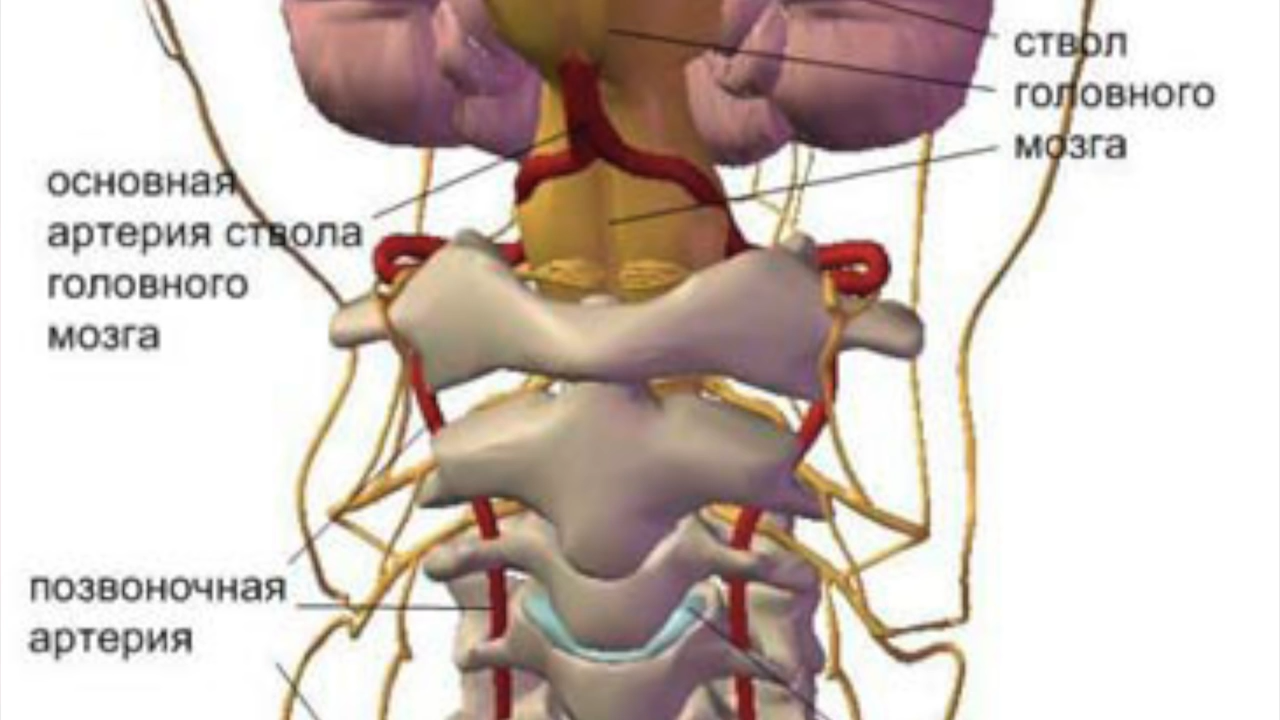 ствол
головного
мозга
основная
артерия ствола
головного
мозга
позвоночная
артерия